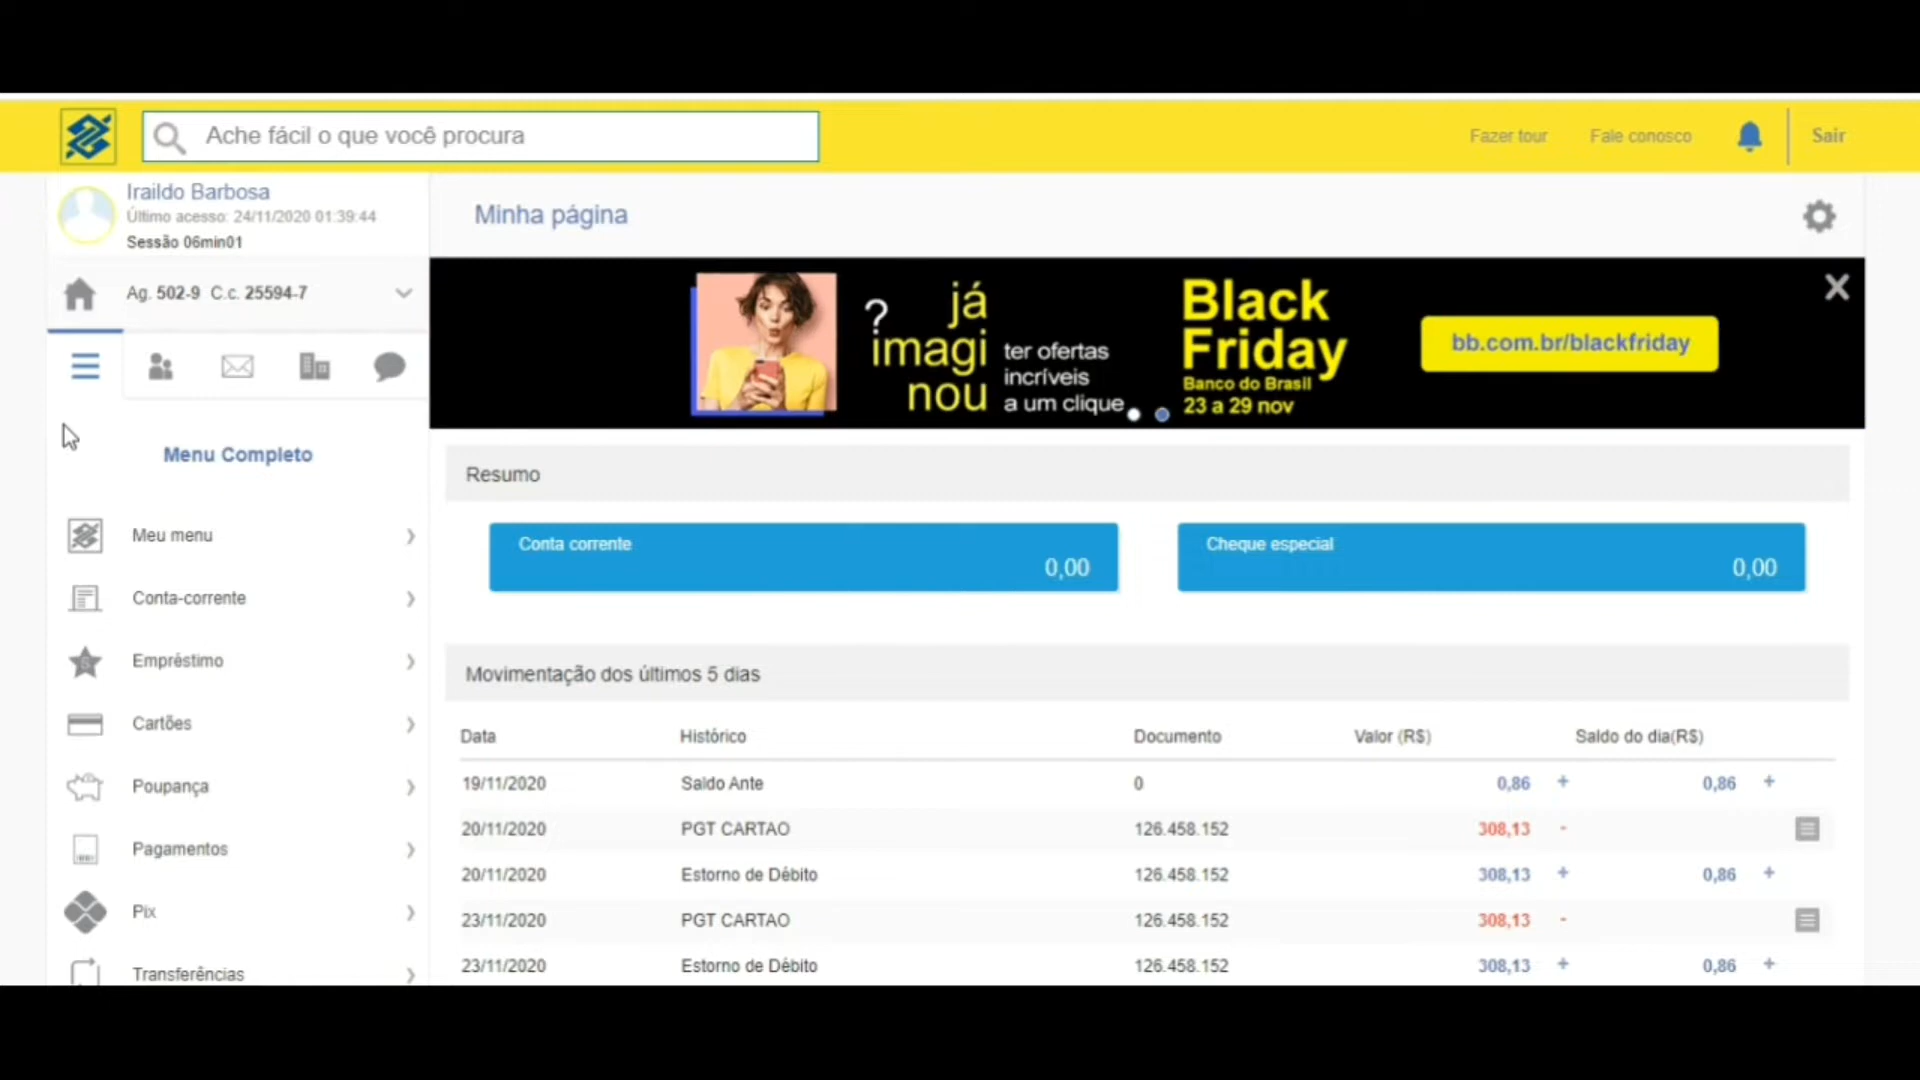 Ache fácil o que você procura
Fazer tour
Fale conosco
Sair
Iraildo Barbosa
Último acesso: 24/11/2020 01:39:44
Sessão 06min01
Ag. 502-9 C.c. 25594-7
Menu Completo
Meu menu
Conta-corrente
Empréstimo
Cartões
Poupança
Pagamentos
Pix
Transferências
Minha página
? já
imagi
nou
ter ofertas
incríveis
a um clique
Black
Friday
Banco do Brasil
23 a 29 nov
bb.com.br/blackfriday
Resumo
Conta corrente
0,00
Cheque especial
0,00
Movimentação dos últimos 5 dias
Data Histórico Documento Valor (R$) Saldo do dia(R$)
19/11/2020 Saldo Ante 0 0,86 + 0,86 +
20/11/2020 PGT CARTAO 126.458.152 308,13 -
20/11/2020 Estorno de Débito 126.458.152 308,13 + 0,86 +
23/11/2020 PGT CARTAO 126.458.152 308,13 -
23/11/2020 Estorno de Débito 126.458.152 308,13 + 0,86 +